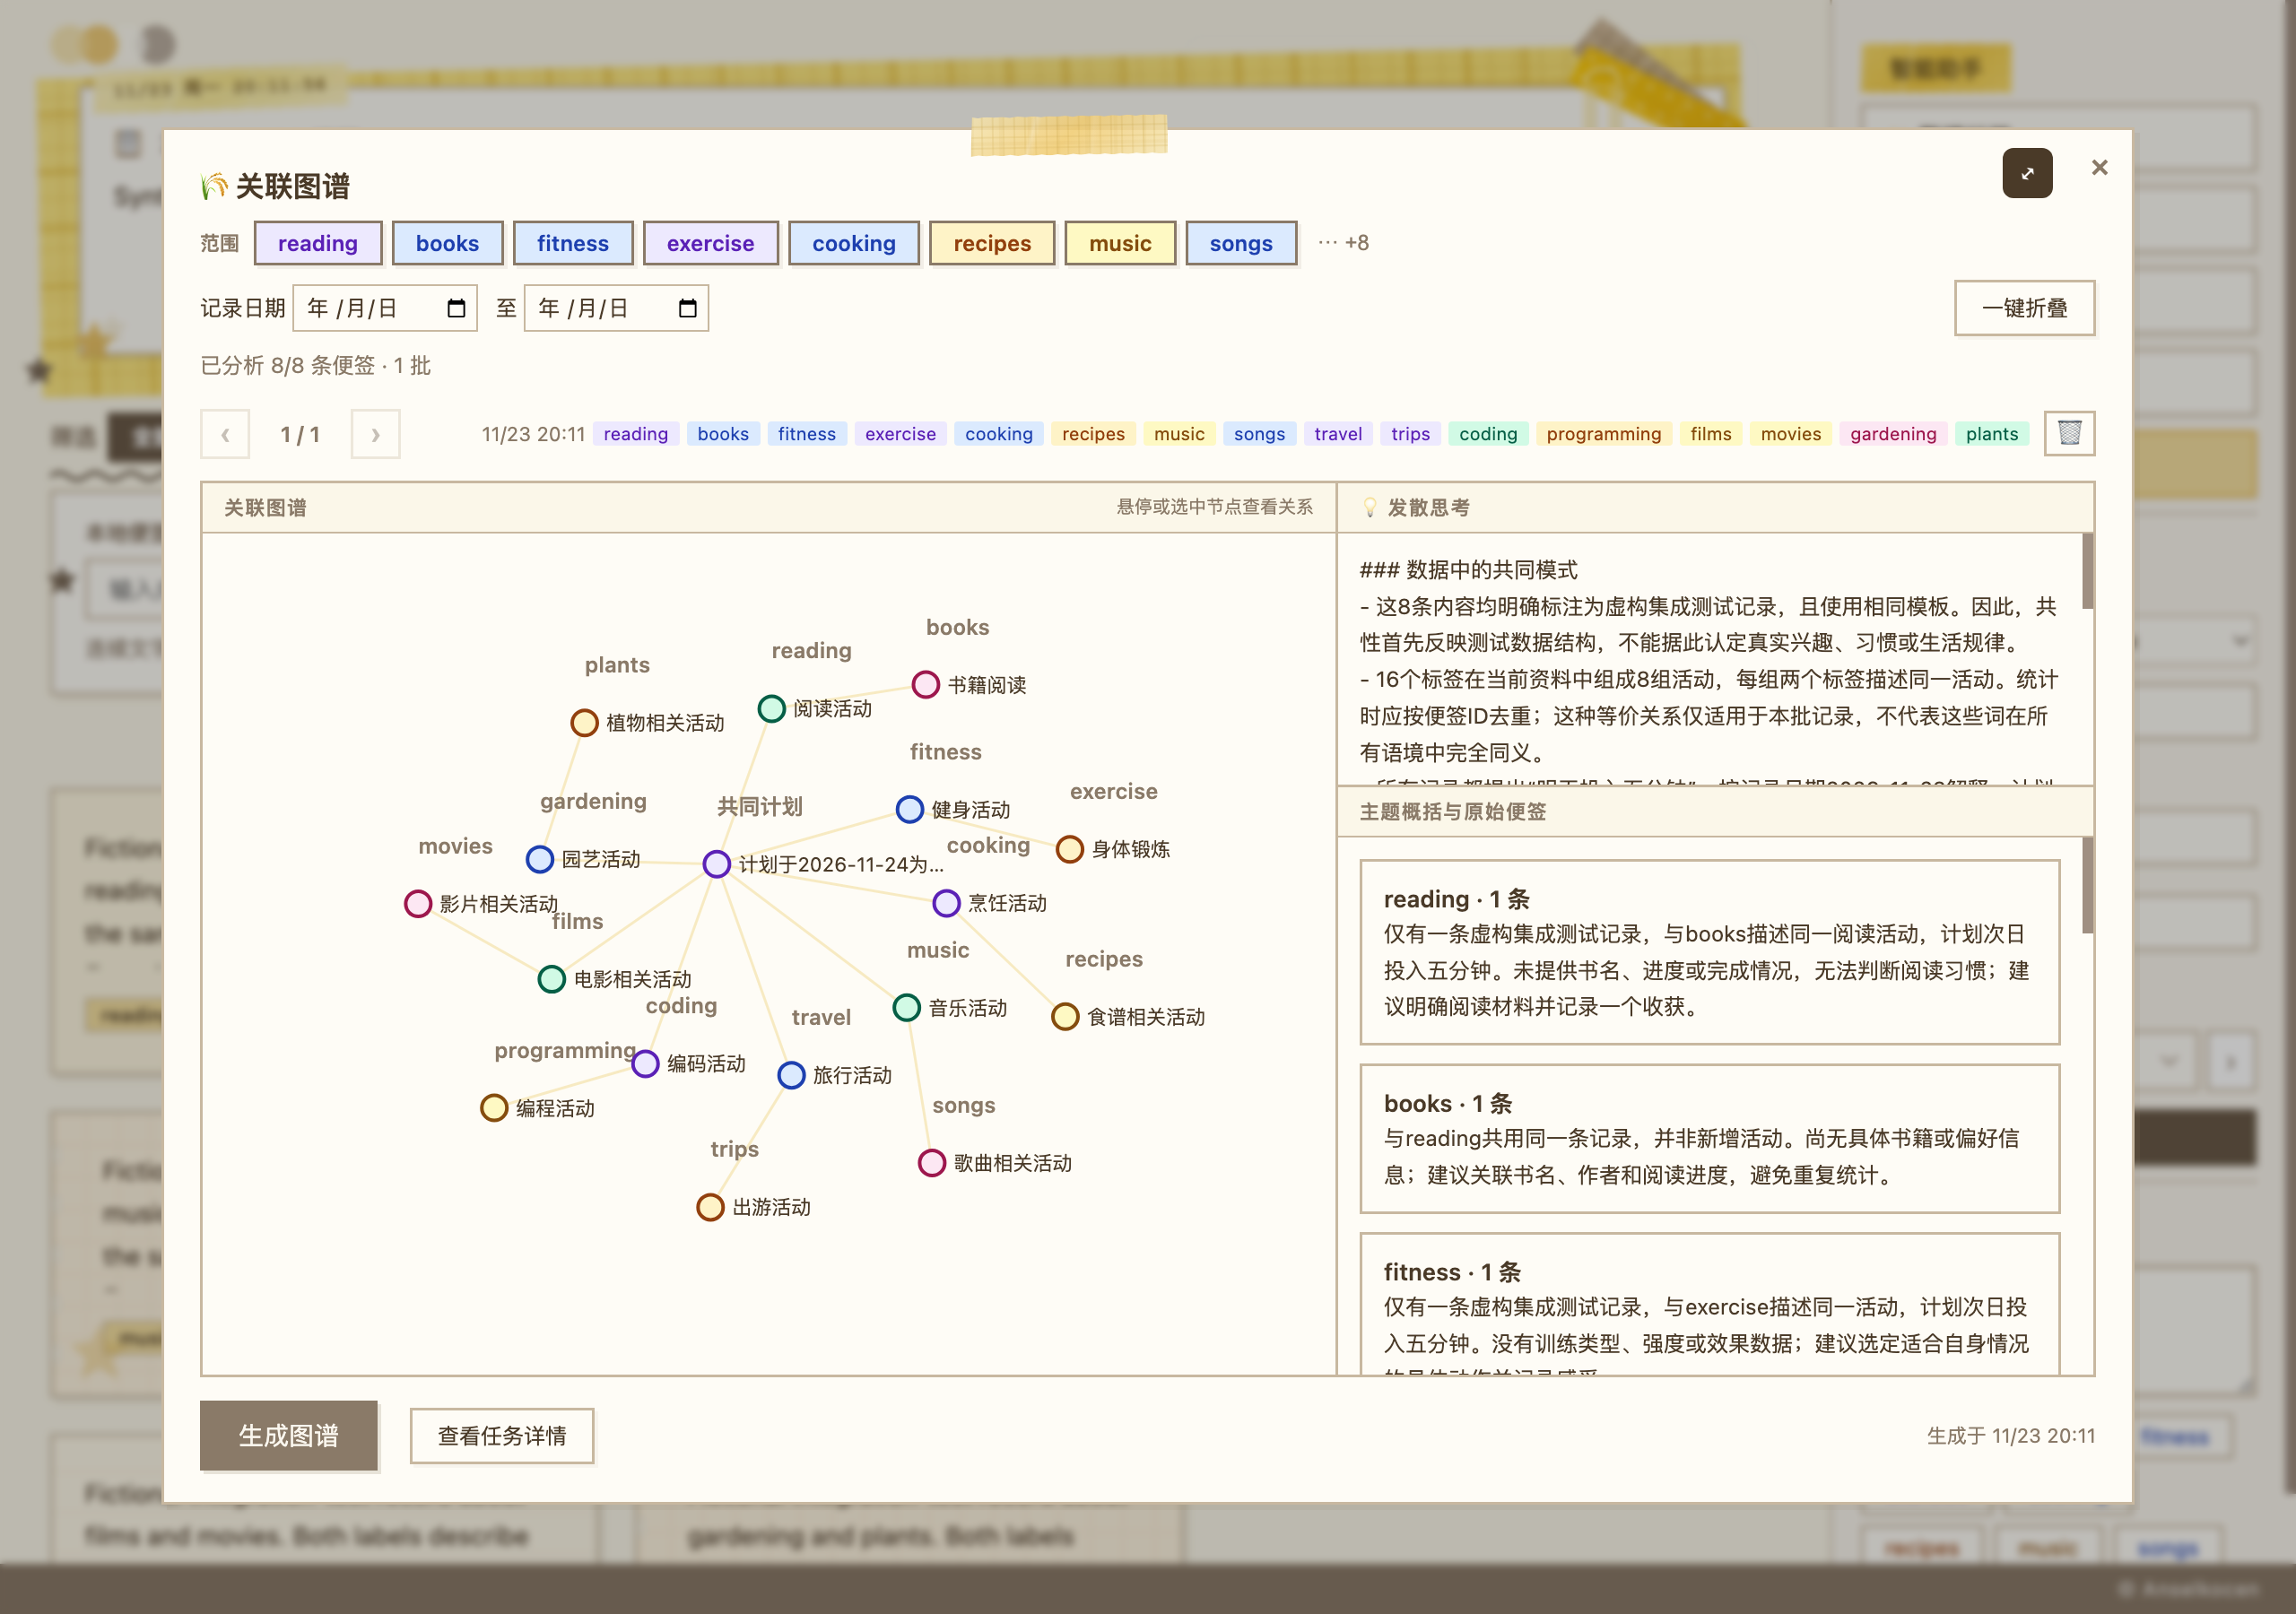 11/23 周一 20:11:54
智能助手
🌾 关联图谱
范围 reading books fitness exercise cooking recipes music songs ··· +8
记录日期 年 /月/日 至 年 /月/日 一键折叠
已分析 8/8 条便签 · 1 批
1 / 1 11/23 20:11 reading books fitness exercise cooking recipes music songs travel trips coding programming films movies gardening plants
关联图谱 悬停或选中节点查看关系
books
reading
书籍阅读
plants
阅读活动
植物相关活动
fitness
exercise
gardening
共同计划
健身活动
movies
cooking
身体锻炼
园艺活动
计划于2026-11-24为...
影片相关活动
烹饪活动
films
music
recipes
电影相关活动
coding
音乐活动
travel
食谱相关活动
programming
编码活动
旅行活动
编程活动
songs
trips
歌曲相关活动
出游活动
💡 发散思考
### 数据中的共同模式
- 这8条内容均明确标注为虚构集成测试记录，且使用相同模板。因此，共
性首先反映测试数据结构，不能据此认定真实兴趣、习惯或生活规律。
- 16个标签在当前资料中组成8组活动，每组两个标签描述同一活动。统计
时应按便签ID去重；这种等价关系仅适用于本批记录，不代表这些词在所
有语境中完全同义。
主题概括与原始便签
reading · 1 条
仅有一条虚构集成测试记录，与books描述同一阅读活动，计划次日
投入五分钟。未提供书名、进度或完成情况，无法判断阅读习惯；建
议明确阅读材料并记录一个收获。
books · 1 条
与reading共用同一条记录，并非新增活动。尚无具体书籍或偏好信
息；建议关联书名、作者和阅读进度，避免重复统计。
fitness · 1 条
仅有一条虚构集成测试记录，与exercise描述同一活动，计划次日投
入五分钟。没有训练类型、强度或效果数据；建议选定适合自身情况
生成图谱 查看任务详情 生成于 11/23 20:11
fitness
films and movies. Both labels describe
gardening and plants. Both labels
recipes music songs